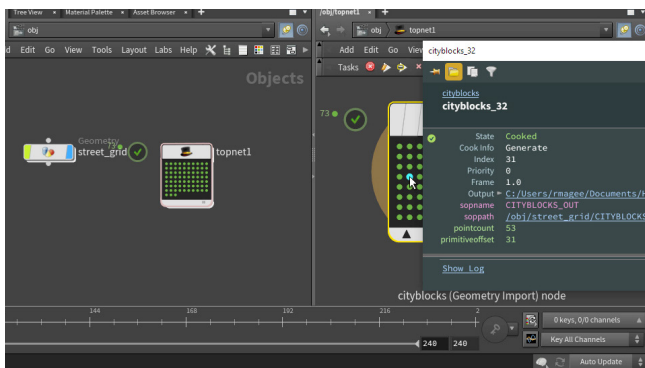 Tree View × Material Palette × Asset Browser × +
/obj/topnet1 × +
obj
obj topnet1
Edit Go View Tools Layout Labs Help
Add Edit Go View
cityblocks_32
Tasks
Objects
cityblocks
cityblocks_32
73
Geometry
street_grid
73
topnet1
State Cooked
Cook Info Generate
Index 31
Priority 0
Frame 1.0
Output C:/Users/rmagee/Documents/H
sopname CITYBLOCKS_OUT
soppath /obj/street_grid/CITYBLOCKS
pointcount 53
primitiveoffset 31
Show Log
cityblocks (Geometry Import) node
144 168 192 216 2
0 keys, 0/0 channels
240 240 Key All Channels
Auto Update